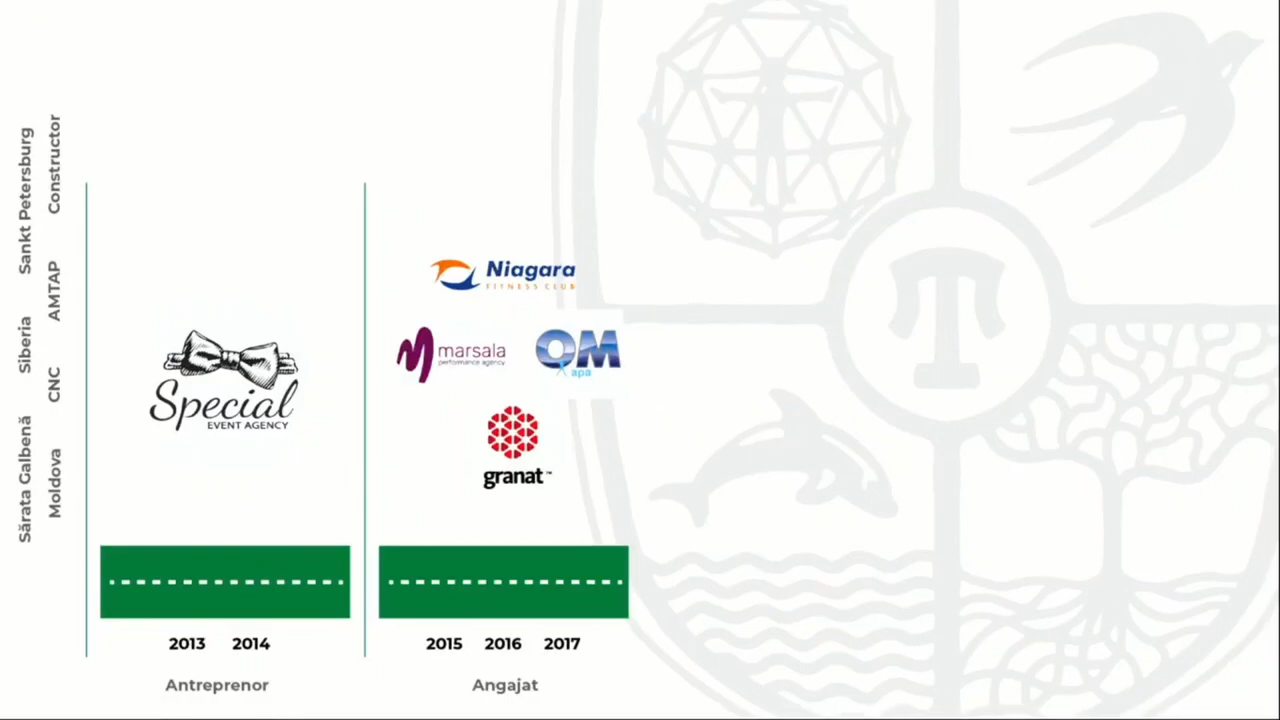 Sărata Galbenă Siberia Sankt Petersburg
Moldova CNC AMTAP Constructor
Special
EVENT AGENCY
Niagara
FITNESS CLUB
marsala
performance agency
OM
apa
granat™
2013 2014
2015 2016 2017
Antreprenor
Angajat